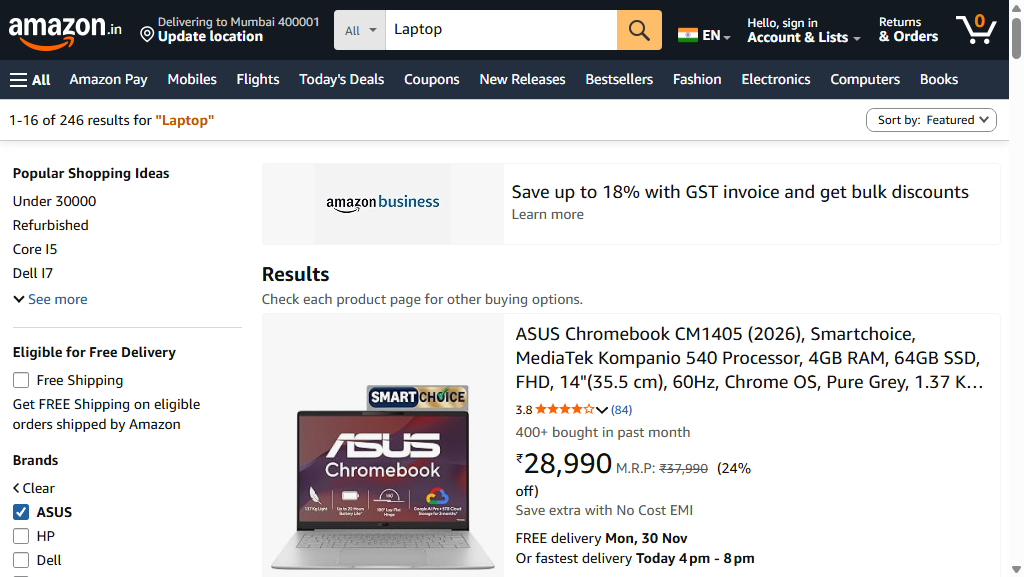 amazon.in
Delivering to Mumbai 400001
Update location
All
Laptop
EN
Hello, sign in
Account & Lists
Returns
& Orders
0
All
Amazon Pay
Mobiles
Flights
Today's Deals
Coupons
New Releases
Bestsellers
Fashion
Electronics
Computers
Books
1-16 of 246 results for "Laptop"
Sort by: Featured
Popular Shopping Ideas
Under 30000
Refurbished
Core I5
Dell I7
See more
Eligible for Free Delivery
Free Shipping
Get FREE Shipping on eligible
orders shipped by Amazon
Brands
Clear
ASUS
HP
Dell
amazon business
Save up to 18% with GST invoice and get bulk discounts
Learn more
Results
Check each product page for other buying options.
SMARTCHOICE
ASUS
Chromebook
ASUS Chromebook CM1405 (2026), Smartchoice,
MediaTek Kompanio 540 Processor, 4GB RAM, 64GB SSD,
FHD, 14"(35.5 cm), 60Hz, Chrome OS, Pure Grey, 1.37 K…
3.8 (84)
400+ bought in past month
₹28,990 M.R.P: ₹37,990 (24%
off)
Save extra with No Cost EMI
FREE delivery Mon, 30 Nov
Or fastest delivery Today 4 pm - 8 pm